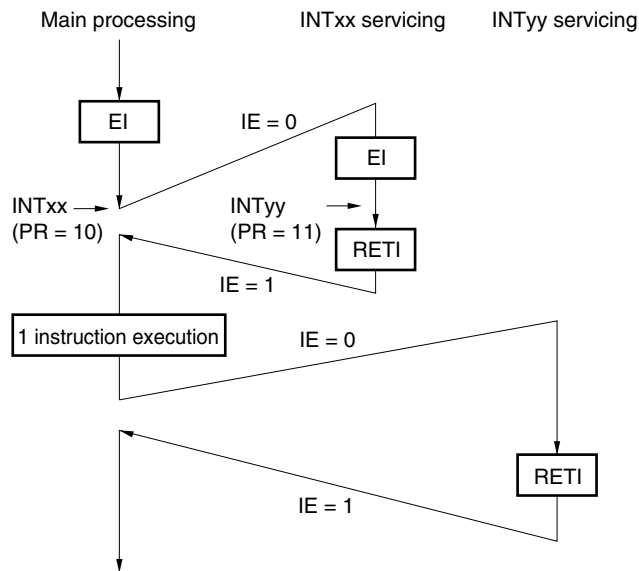 Main processing
INTxx servicing
INTyy servicing
EI
IE = 0
EI
INTxx
(PR = 10)
INTyy
(PR = 11)
RETI
IE = 1
1 instruction execution
IE = 0
RETI
IE = 1